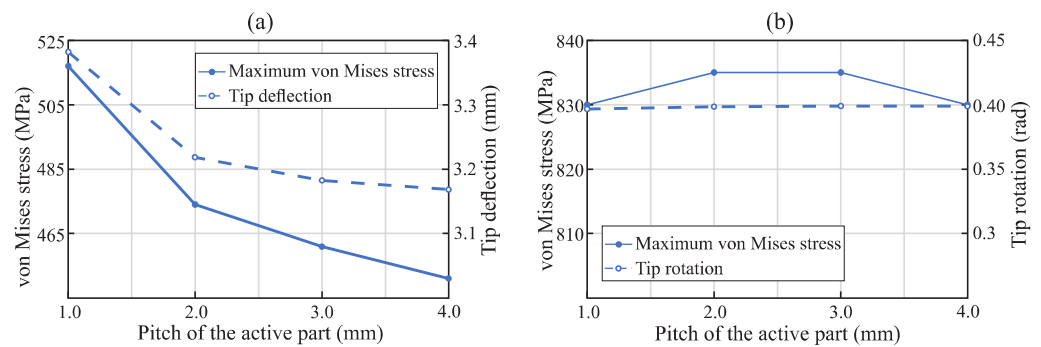 (a)
von Mises stress (MPa)
525
505
485
465
Maximum von Mises stress
Tip deflection
3.4
3.3
3.2
3.1
3.0
Tip deflection (mm)
1.0 2.0 3.0 4.0
Pitch of the active part (mm)
(b)
von Mises stress (MPa)
840
830
820
810
Maximum von Mises stress
Tip rotation
0.45
0.40
0.35
0.3
Tip rotation (rad)
1.0 2.0 3.0 4.0
Pitch of the active part (mm)